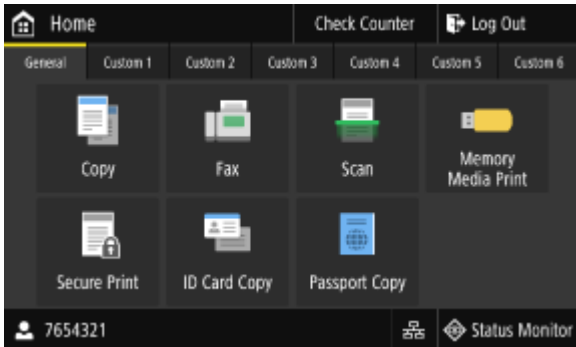 Home Check Counter Log Out
General Custom 1 Custom 2 Custom 3 Custom 4 Custom 5 Custom 6
Copy Fax Scan Memory
Media Print
Secure Print ID Card Copy Passport Copy
7654321 Status Monitor